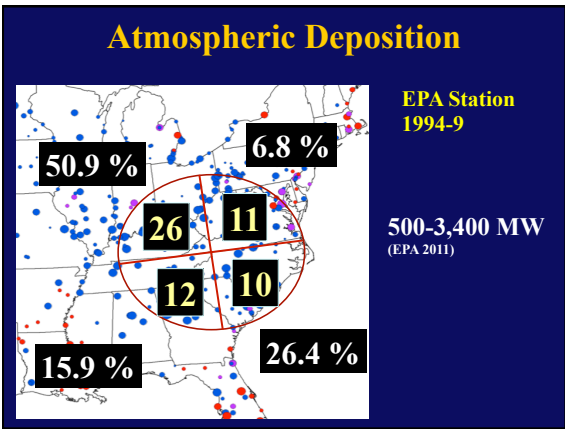 Atmospheric Deposition
EPA Station
1994-9
50.9 %
6.8 %
26
11
500-3,400 MW
(EPA 2011)
12
10
15.9 %
26.4 %